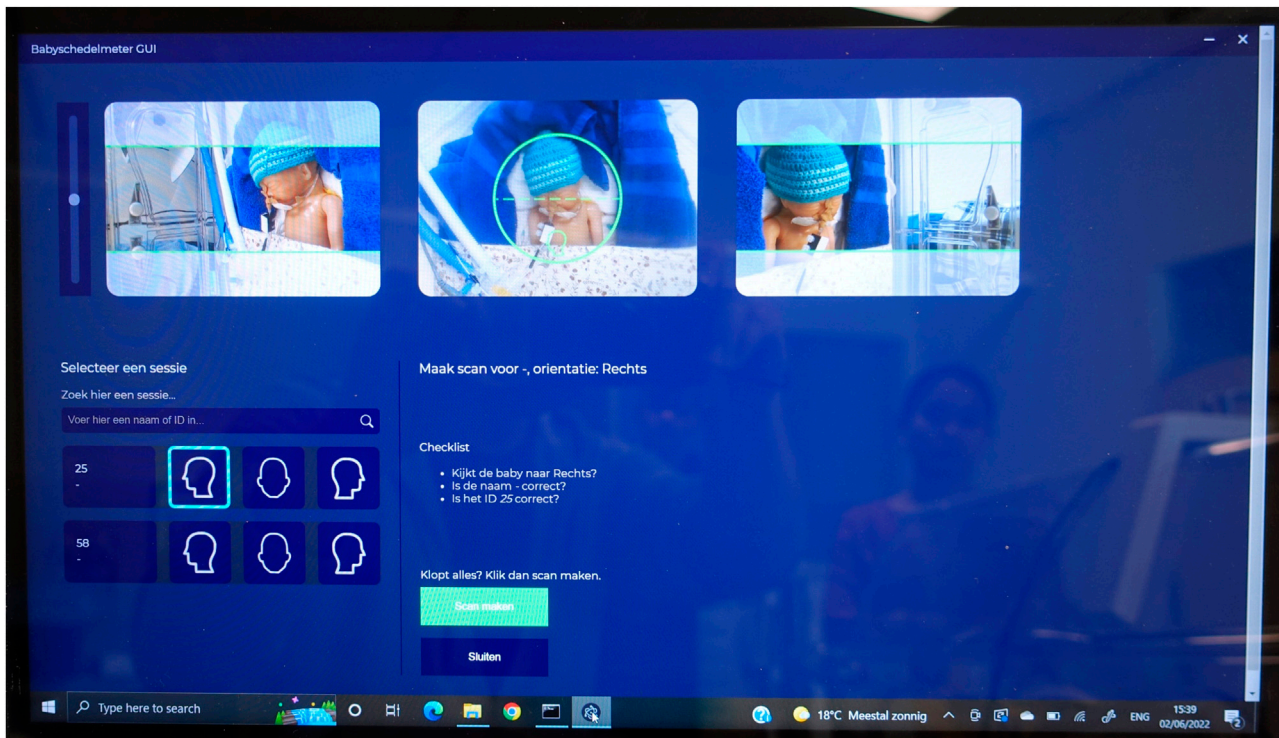 Babyschedelmeter GUI
Selecteer een sessie
Zoek hier een sessie...
Voer hier een naam of ID in...
25
-
58
-
Maak scan voor -, orientatie: Rechts
Checklist
• Kijkt de baby naar Rechts?
• Is de naam - correct?
• Is het ID 25 correct?
Klopt alles? Klik dan scan maken.
Scan maken
Sluiten
Type here to search
18°C Meestal zonnig
ENG
15:39
02/06/2022
2